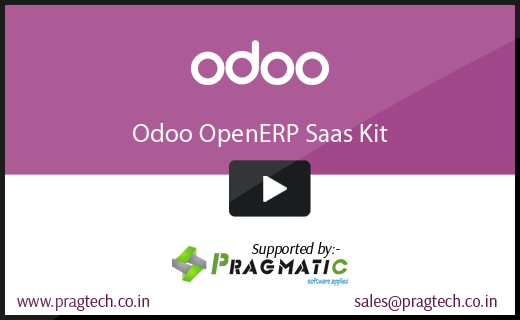 odoo
Odoo OpenERP Saas Kit
Supported by:-
PRAGMATIC
software applied
www.pragtech.co.in
sales@pragtech.co.in